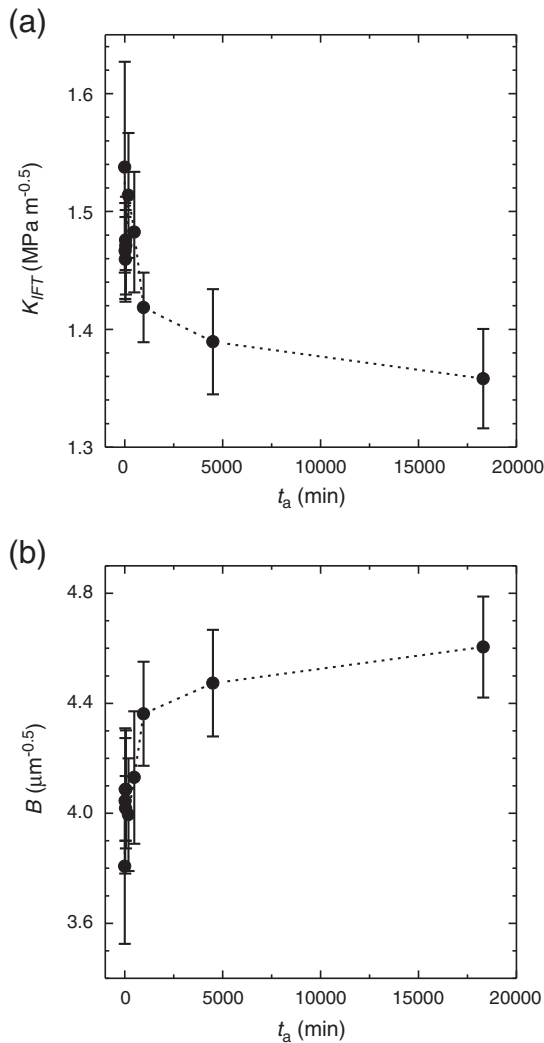 (a)
1.6
1.5
1.4
1.3
K_IFT (MPa m^-0.5)
0 5000 10000 15000 20000
t_a (min)
(b)
4.8
4.4
4.0
3.6
B (μm^-0.5)
0 5000 10000 15000 20000
t_a (min)